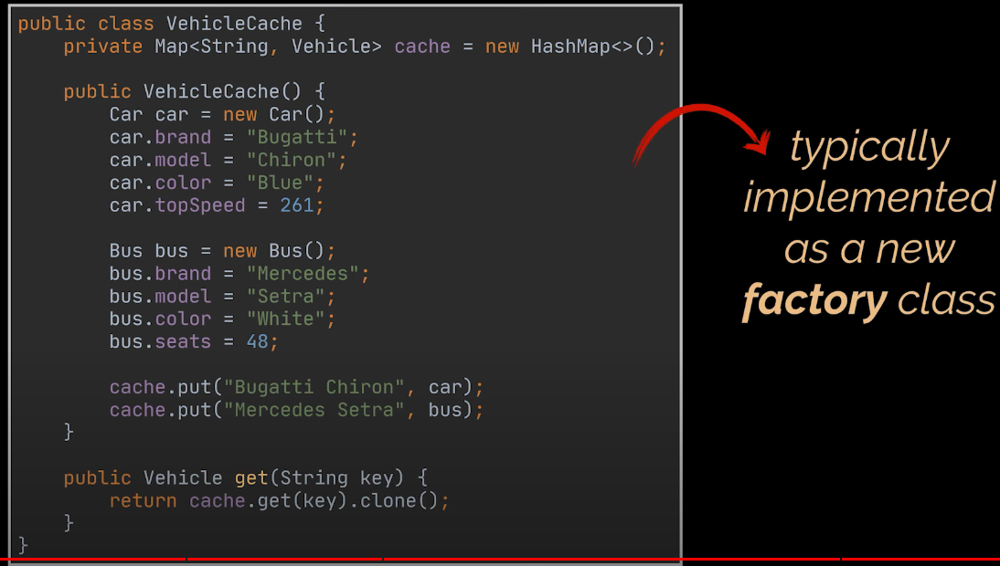 public class VehicleCache {
    private Map<String, Vehicle> cache = new HashMap<>();
    public VehicleCache() {
        Car car = new Car();
        car.brand = "Bugatti";
        car.model = "Chiron";
        car.color = "Blue";
        car.topSpeed = 261;
        Bus bus = new Bus();
        bus.brand = "Mercedes";
        bus.model = "Setra";
        bus.color = "White";
        bus.seats = 48;
        cache.put("Bugatti Chiron", car);
        cache.put("Mercedes Setra", bus);
    }
    public Vehicle get(String key) {
        return cache.get(key).clone();
    }
}
typically
implemented
as a new
factory class